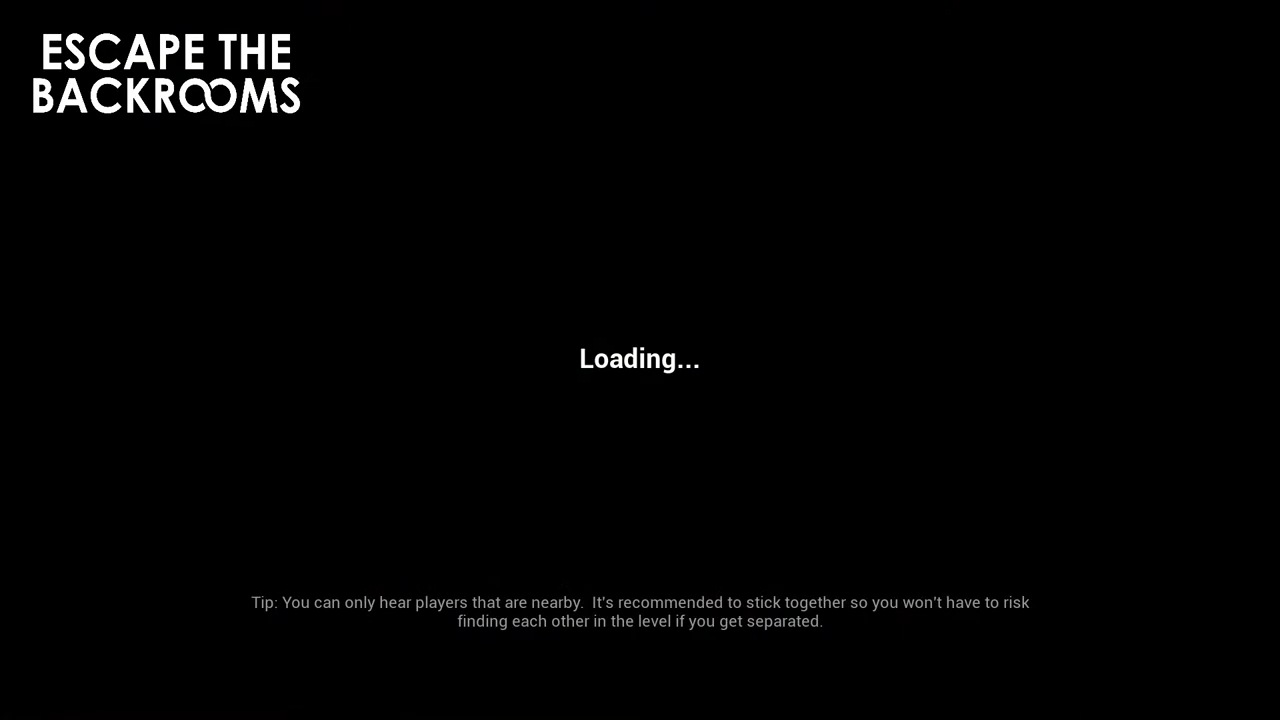 ESCAPE THE
BACKROOMS
Loading...
Tip: You can only hear players that are nearby.  It's recommended to stick together so you won't have to risk
finding each other in the level if you get separated.